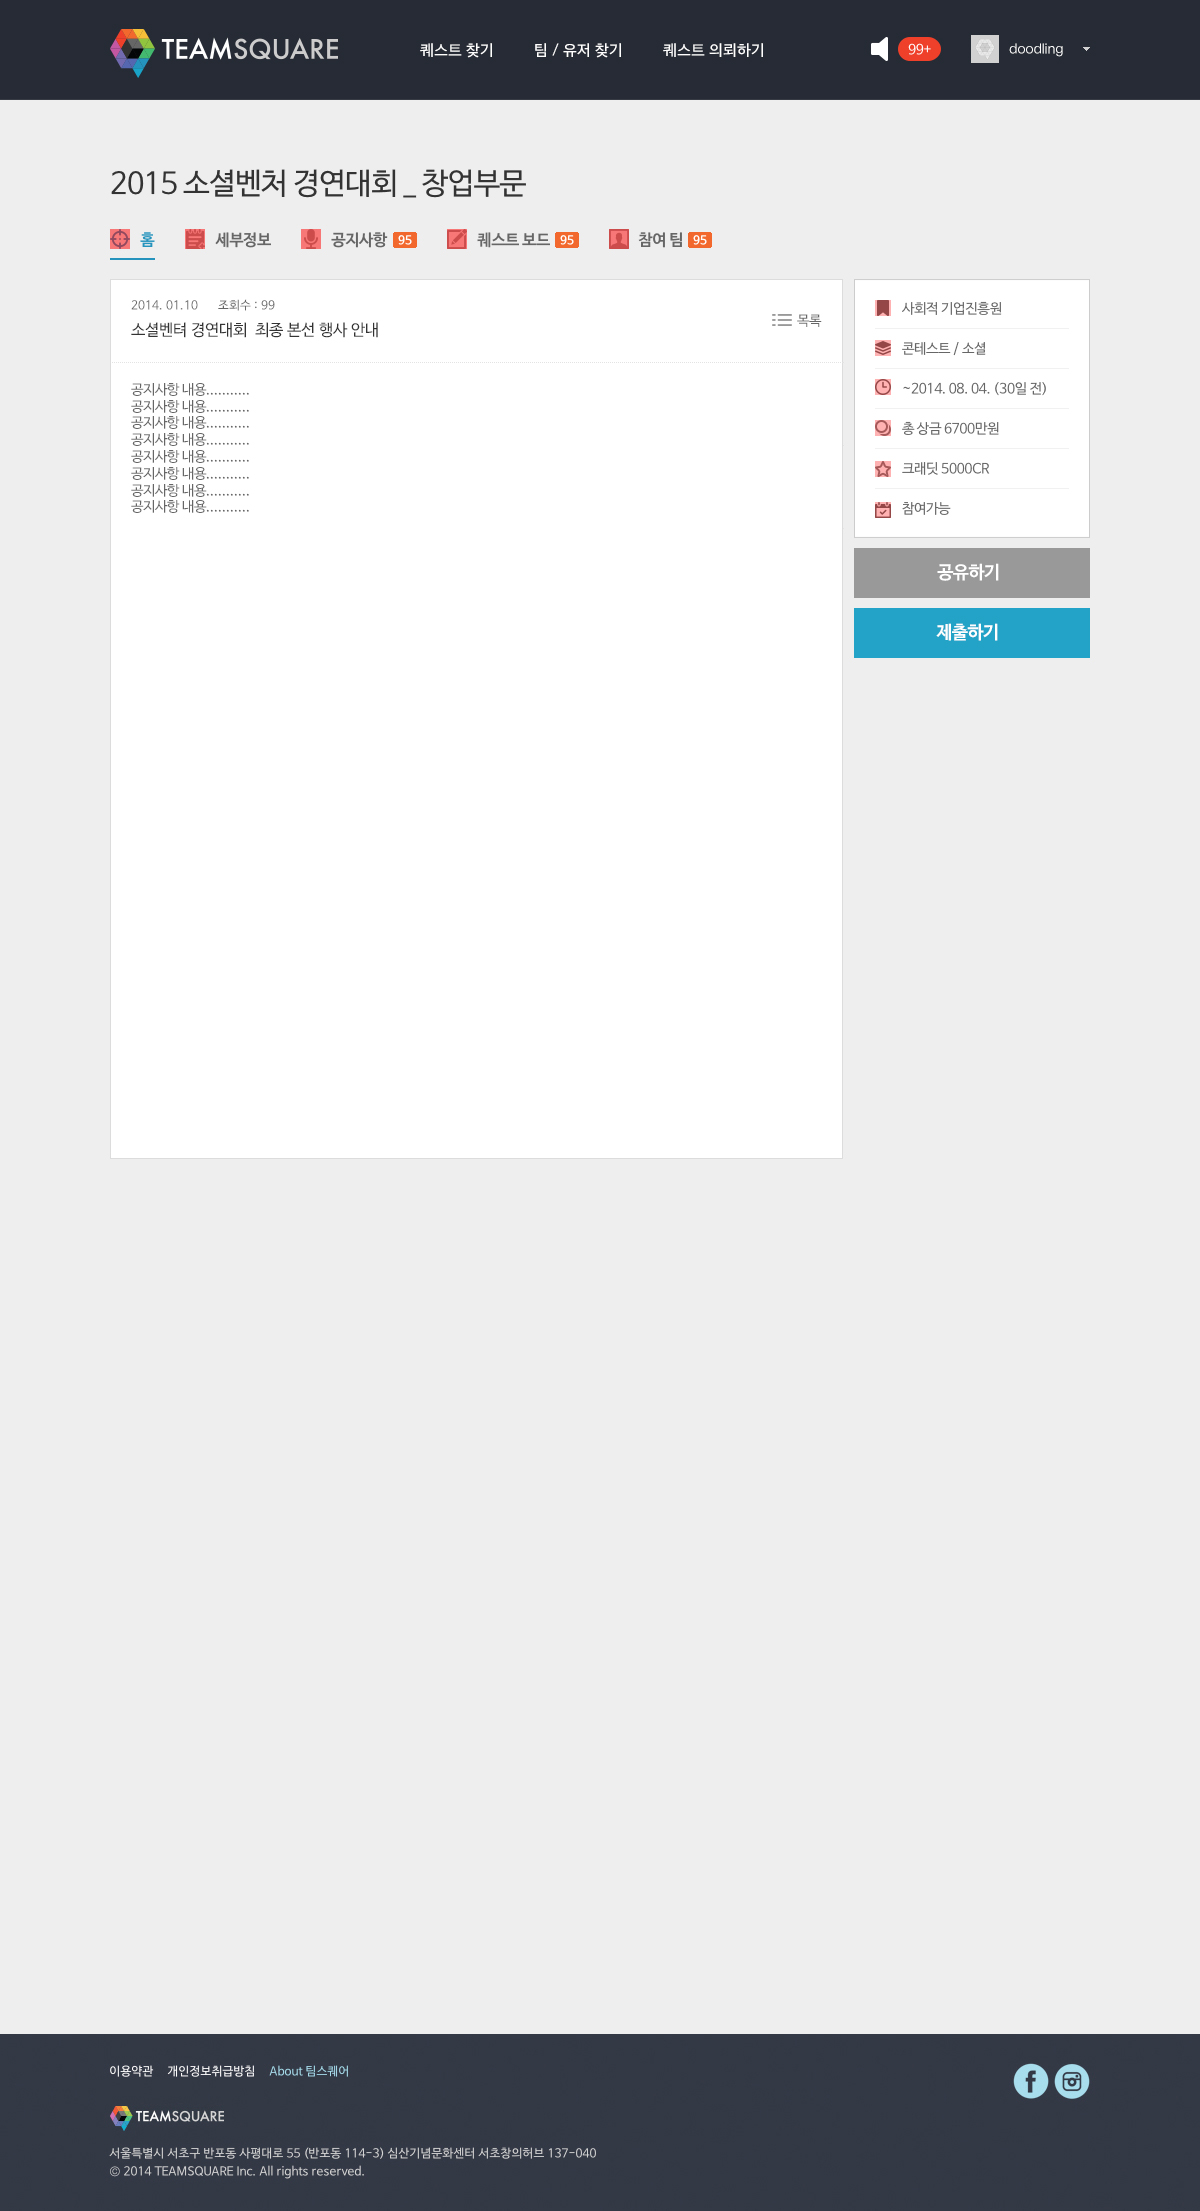 TEAMSQUARE 퀘스트 찾기 팀 / 유저 찾기 퀘스트 의뢰하기 99+ doodling
2015 소셜벤처 경연대회 _ 창업부문
홈 세부정보 공지사항 95 퀘스트 보드 95 참여 팀 95
2014. 01.10 조회수 : 99
소셜벤터 경연대회 최종 본선 행사 안내
목록
공지사항 내용...........
공지사항 내용...........
공지사항 내용...........
공지사항 내용...........
공지사항 내용...........
공지사항 내용...........
공지사항 내용...........
공지사항 내용...........
사회적 기업진흥원
콘테스트 / 소셜
~2014. 08. 04. (30일 전)
총 상금 6700만원
크래딧 5000CR
참여가능
공유하기
제출하기
이용약관 개인정보취급방침 About 팀스퀘어
TEAMSQUARE
서울특별시 서초구 반포동 사평대로 55 (반포동 114-3) 심산기념문화센터 서초창의허브 137-040
© 2014 TEAMSQUARE Inc. All rights reserved.